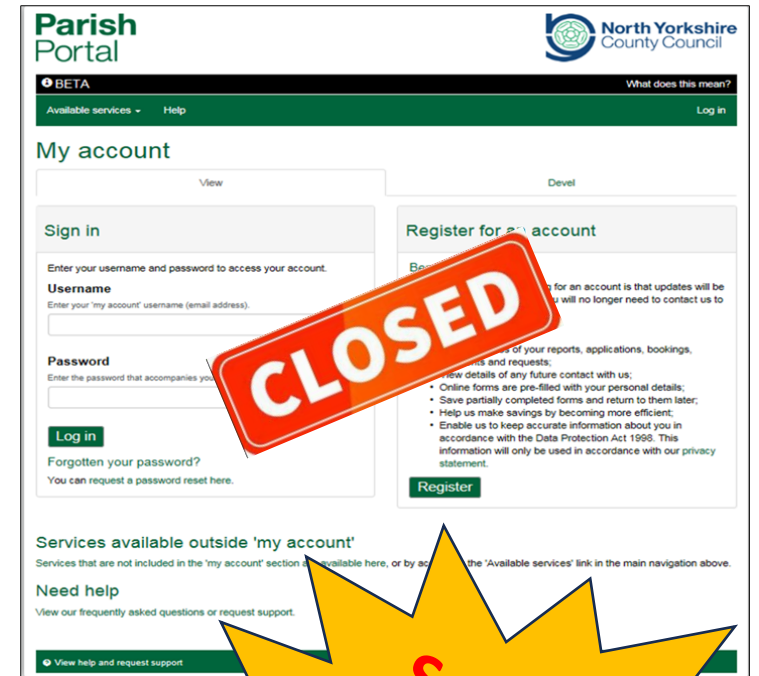 Parish
Portal
North Yorkshire
County Council
BETA
What does this mean?
Available services
Help
Log in
My account
View
Devel
Sign in
Enter your username and password to access your account.
Username
Enter your 'my account' username (email address).
Password
Enter the password that accompanies
Log in
Forgotten your password?
You can request a password reset here.
Register for an account
for an account is that updates will be
will no longer need to contact us to
CLOSED
of your reports, applications, bookings,
and requests;
details of any future contact with us;
• Online forms are pre-filled with your personal details;
• Save partially completed forms and return to them later;
• Help us make savings by becoming more efficient;
• Enable us to keep accurate information about you in
accordance with the Data Protection Act 1998. This
information will only be used in accordance with our privacy
statement.
Register
Services available outside 'my account'
Services that are not included in the 'my account' section available here, or by the 'Available services' link in the main navigation above.
Need help
View our frequently asked questions or request support.
View help and request support